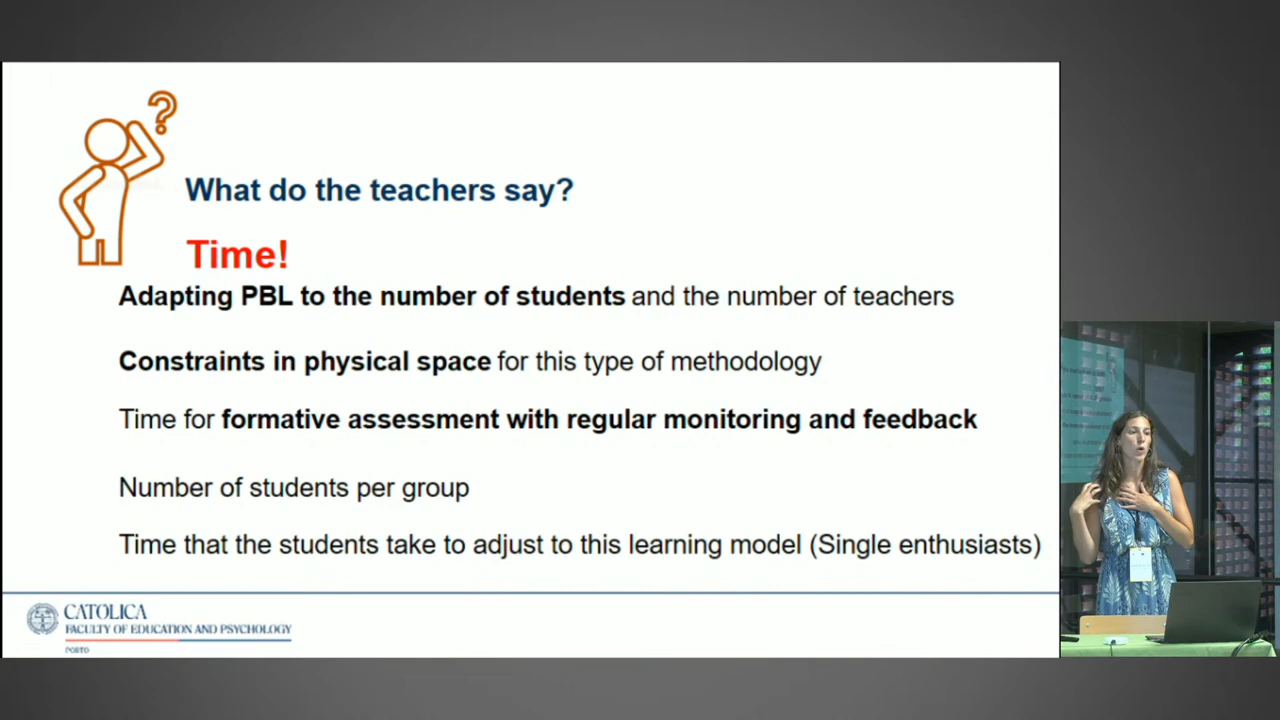 ?
What do the teachers say?
Time!
Adapting PBL to the number of students and the number of teachers
Constraints in physical space for this type of methodology
Time for formative assessment with regular monitoring and feedback
Number of students per group
Time that the students take to adjust to this learning model (Single enthusiasts)
CATOLICA
FACULTY OF EDUCATION AND PSYCHOLOGY
PORTO